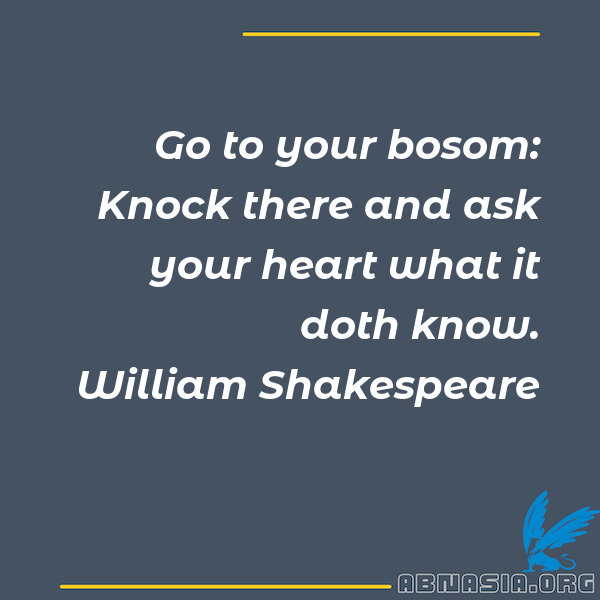 Go to your bosom:
Knock there and ask
your heart what it
doth know.
William Shakespeare
ABNASIA.ORG